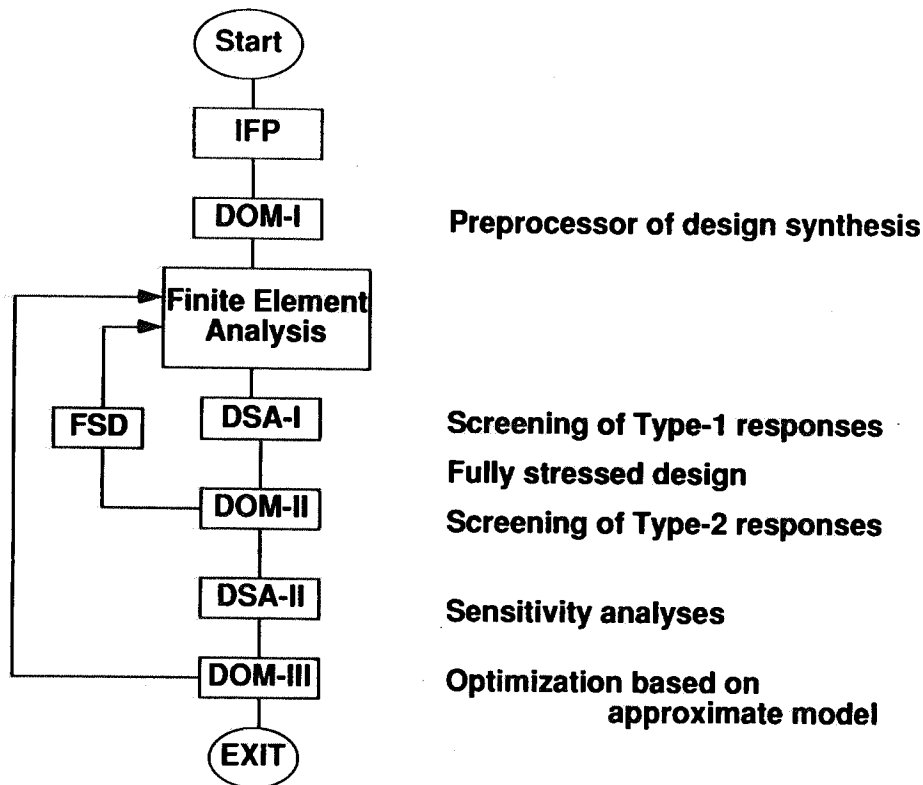 Start
IFP
DOM-I
Preprocessor of design synthesis
Finite Element
Analysis
DSA-I
Screening of Type-1 responses
FSD
Fully stressed design
DOM-II
Screening of Type-2 responses
DSA-II
Sensitivity analyses
DOM-III
Optimization based on
approximate model
EXIT